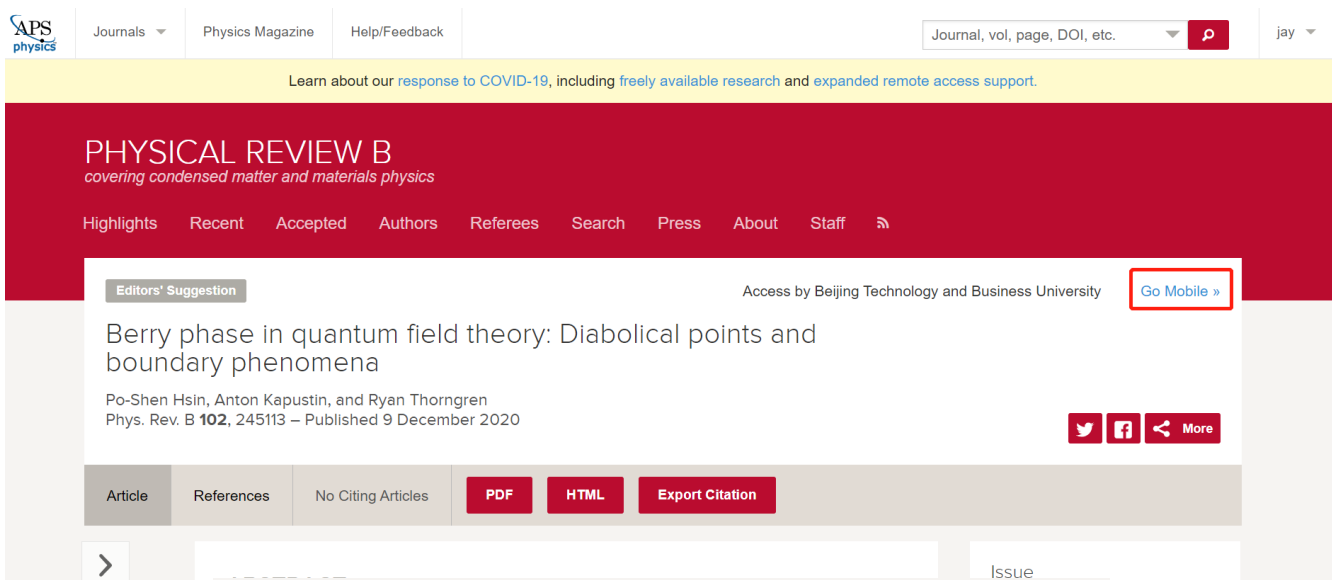 APS
physics
Journals
Physics Magazine
Help/Feedback
Journal, vol, page, DOI, etc.
jay
Learn about our response to COVID-19, including freely available research and expanded remote access support.
PHYSICAL REVIEW B
covering condensed matter and materials physics
Highlights Recent Accepted Authors Referees Search Press About Staff
Editors' Suggestion
Access by Beijing Technology and Business University
Go Mobile »
Berry phase in quantum field theory: Diabolical points and
boundary phenomena
Po-Shen Hsin, Anton Kapustin, and Ryan Thorngren
Phys. Rev. B 102, 245113 – Published 9 December 2020
More
Article
References
No Citing Articles
PDF
HTML
Export Citation
Issue